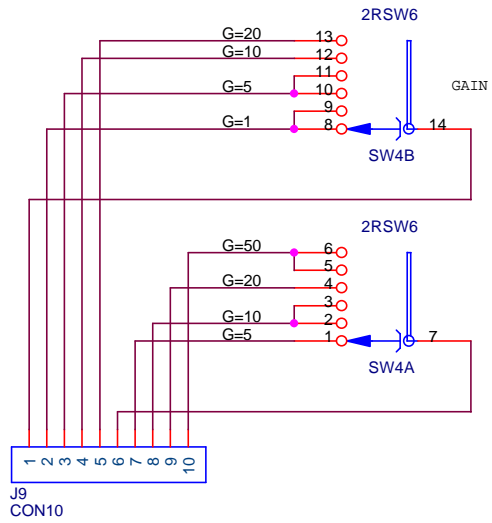 2RSW6
G=20 13
G=10 12
11
G=5 10
9
G=1 8
14
GAIN
SW4B
2RSW6
G=50 6
5
G=20 4
3
G=10 2
G=5 1
7
SW4A
1 2 3 4 5 6 7 8 9 10
J9
CON10